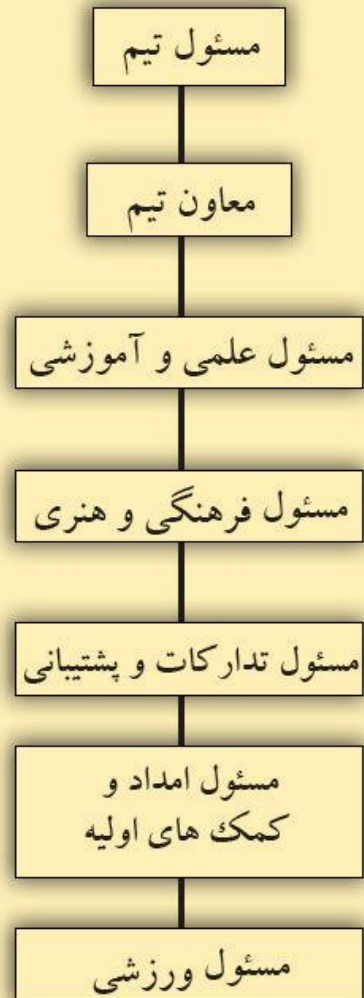 مسئول تیم
معاون تیم
مسئول علمی و آموزشی
مسئول فرهنگی و هنری
مسئول تدارکات و پشتیبانی
مسئول امداد و
کمک های اولیه
مسئول ورزشی